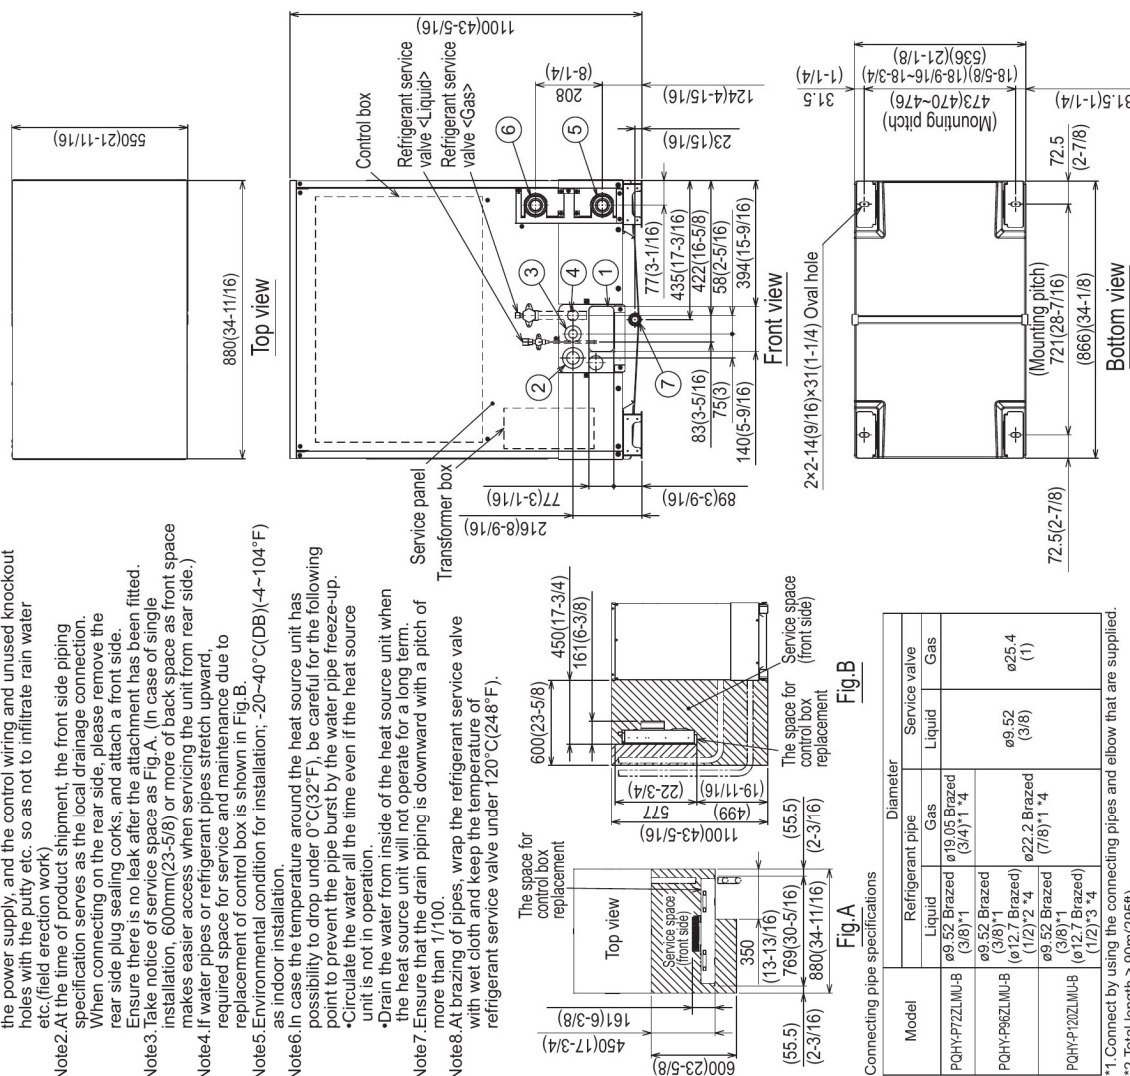 the power supply, and the control wiring and unused knockout
holes with the putty etc. so as not to infiltrate rain water
etc.(field erection work)
Note2.At the time of product shipment, the front side piping
specification serves as the local drainage connection.
When connecting on the rear side, please remove the
rear side plug sealing corks, and attach a front side.
Ensure there is no leak after the attachment has been fitted.
Note3.Take notice of service space as Fig.A. (In case of single
installation, 600mm(23-5/8) or more of back space as front space
makes easier access when servicing the unit from rear side.)
Note4.If water pipes or refrigerant pipes stretch upward,
required space for service and maintenance due to
replacement of control box is shown in Fig.B.
Note5.Environmental condition for installation; -20~40°C(DB)(-4~104°F)
as indoor installation.
Note6.In case the temperature around the heat source unit has
possibility to drop under 0°C(32°F), be careful for the following
point to prevent the pipe burst by the water pipe freeze-up.
•Circulate the water all the time even if the heat source
unit is not in operation.
•Drain the water from inside of the heat source unit when
the heat source unit will not operate for a long term.
Note7.Ensure that the drain piping is downward with a pitch of
more than 1/100.
Note8.At brazing of pipes, wrap the refrigerant service valve
with wet cloth and keep the temperature of
refrigerant service valve under 120°C(248°F).
550(21-11/16)
880(34-11/16)
Top view
1100(43-5/16)
Control box
Refrigerant service
valve <Liquid>
Refrigerant service
valve <Gas>
6
5
208
(8-1/4)
124(4-15/16)
23(15/16)
3
4
1
2
7
77(3-1/16)
435(17-3/16)
422(16-5/8)
58(2-5/16)
394(15-9/16)
83(3-5/16)
75(3)
140(5-9/16)
Service panel
Transformer box
77(3-1/16)
216(8-9/16)
89(3-9/16)
Front view
2×2-14(9/16)×31(1-1/4) Oval hole
31.5
(1-1/4)
536)(21-1/8)
(18-5/8)(18-9/16~18-3/4)
473(470~476)
(Mounting pitch)
31.5(1-1/4)
72.5
(2-7/8)
(Mounting pitch)
721(28-7/16)
(866)(34-1/8)
72.5(2-7/8)
Bottom view
The space for
control box
replacement
Top view
Service space
(front side)
161(6-3/8)
450(17-3/4)
600(23-5/8)
350
(13-13/16)
769(30-5/16)
880(34-11/16)
(55.5)
(2-3/16)
(55.5)
(2-3/16)
Fig.A
600(23-5/8)
450(17-3/4)
161(6-3/8)
577
(22-3/4)
(499)
(19-11/16)
1100(43-5/16)
Service space
(front side)
The space for
control box
replacement
Fig.B
Connecting pipe specifications
Model
Diameter
Refrigerant pipe
Service valve
Liquid
Gas
Liquid
Gas
PQHY-P72ZLMU-B
ø9.52 Brazed
(3/8)*1
ø19.05 Brazed
(3/4)*1 *4
PQHY-P96ZLMU-B
ø9.52 Brazed
(3/8)*1
(ø12.7 Brazed)
(1/2)*2 *4
ø22.2 Brazed
(7/8)*1 *4
ø9.52
(3/8)
ø25.4
(1)
PQHY-P120ZLMU-B
ø9.52 Brazed
(3/8)*1
(ø12.7 Brazed)
(1/2)*3 *4
*1.Connect by using the connecting pipes and elbow that are supplied.